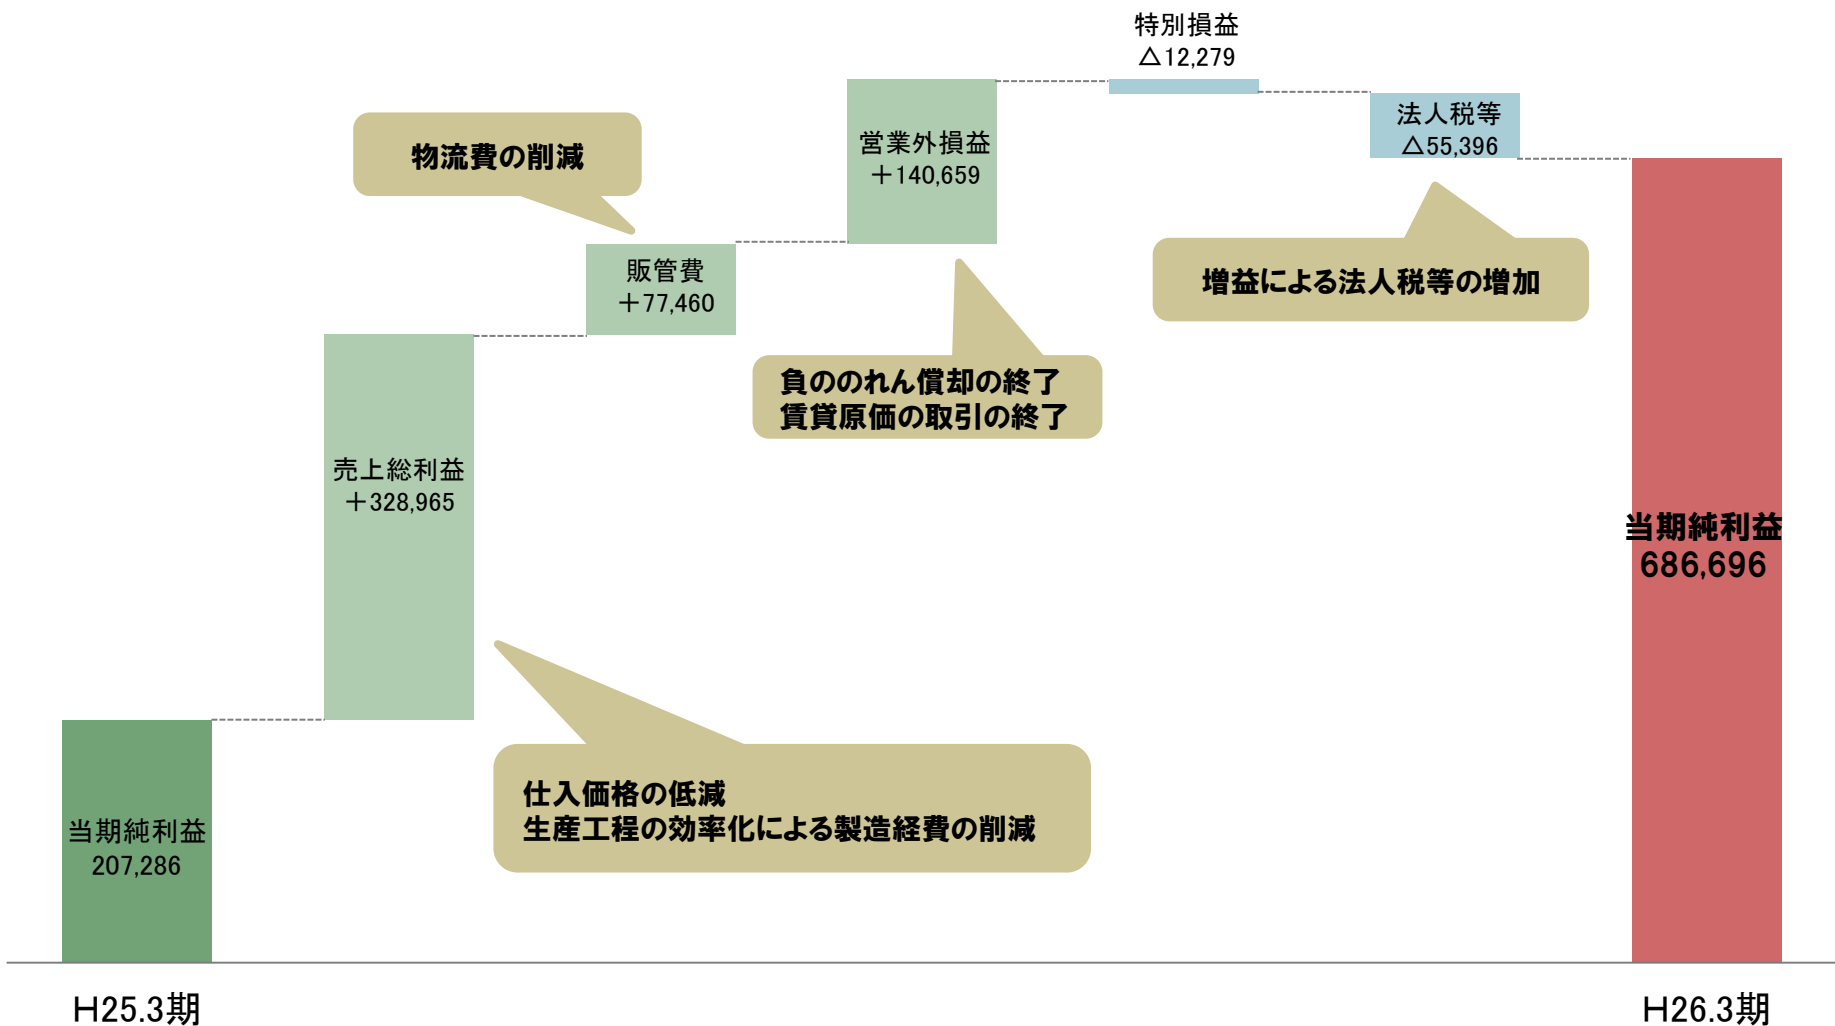 特別損益
△12,279
法人税等
△55,396
営業外損益
＋140,659
物流費の削減
販管費
＋77,460
増益による法人税等の増加
負ののれん償却の終了
賃貸原価の取引の終了
売上総利益
＋328,965
当期純利益
686,696
仕入価格の低減
生産工程の効率化による製造経費の削減
当期純利益
207,286
H25.3期
H26.3期